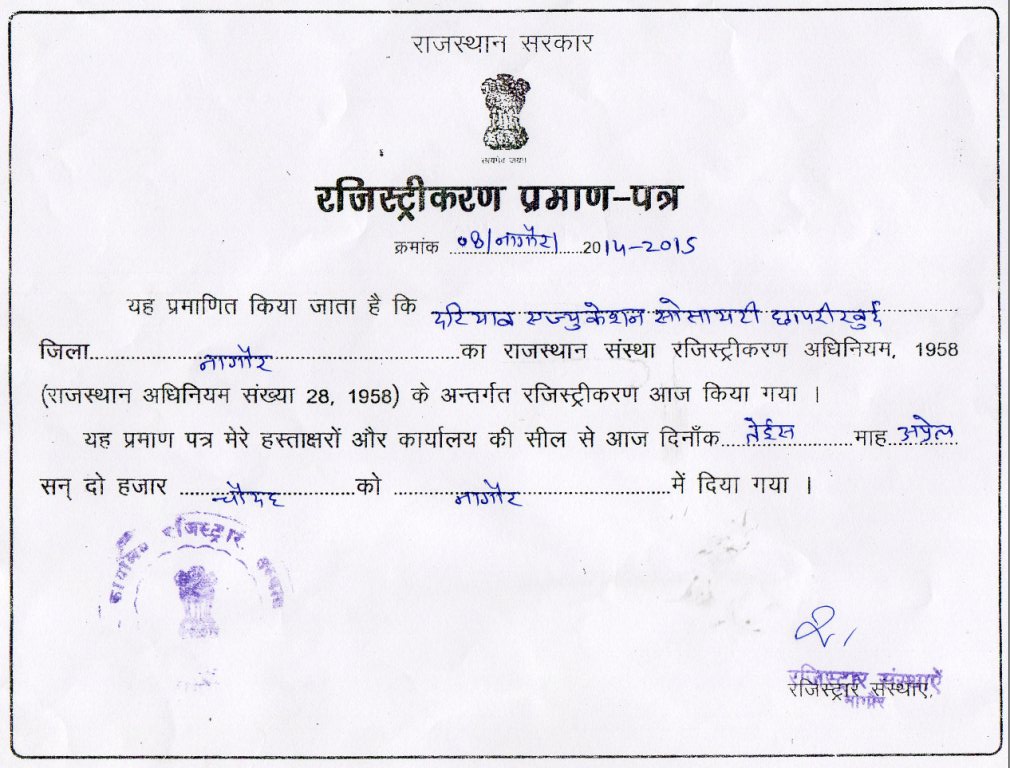 राजस्थान सरकार
सत्यमेव जयते
रजिस्ट्रीकरण प्रमाण-पत्र
क्रमांक 08/नागौर/ 2014-2015
यह प्रमाणित किया जाता है कि दरियाव एज्युकेशन सोसायटी छापरी खुर्द
जिला नागौर का राजस्थान संस्था रजिस्ट्रीकरण अधिनियम, 1958
(राजस्थान अधिनियम संख्या 28, 1958) के अन्तर्गत रजिस्ट्रीकरण आज किया गया ।
यह प्रमाण पत्र मेरे हस्ताक्षरों और कार्यालय की सील से आज दिनाँक तेईस माह अप्रेल
सन् दो हजार चौदह को नागौर में दिया गया ।
कार्यालय रजिस्ट्रार
रजिस्ट्रार संस्थाऐं
रजिस्ट्रार संस्थाएं,
नागौर